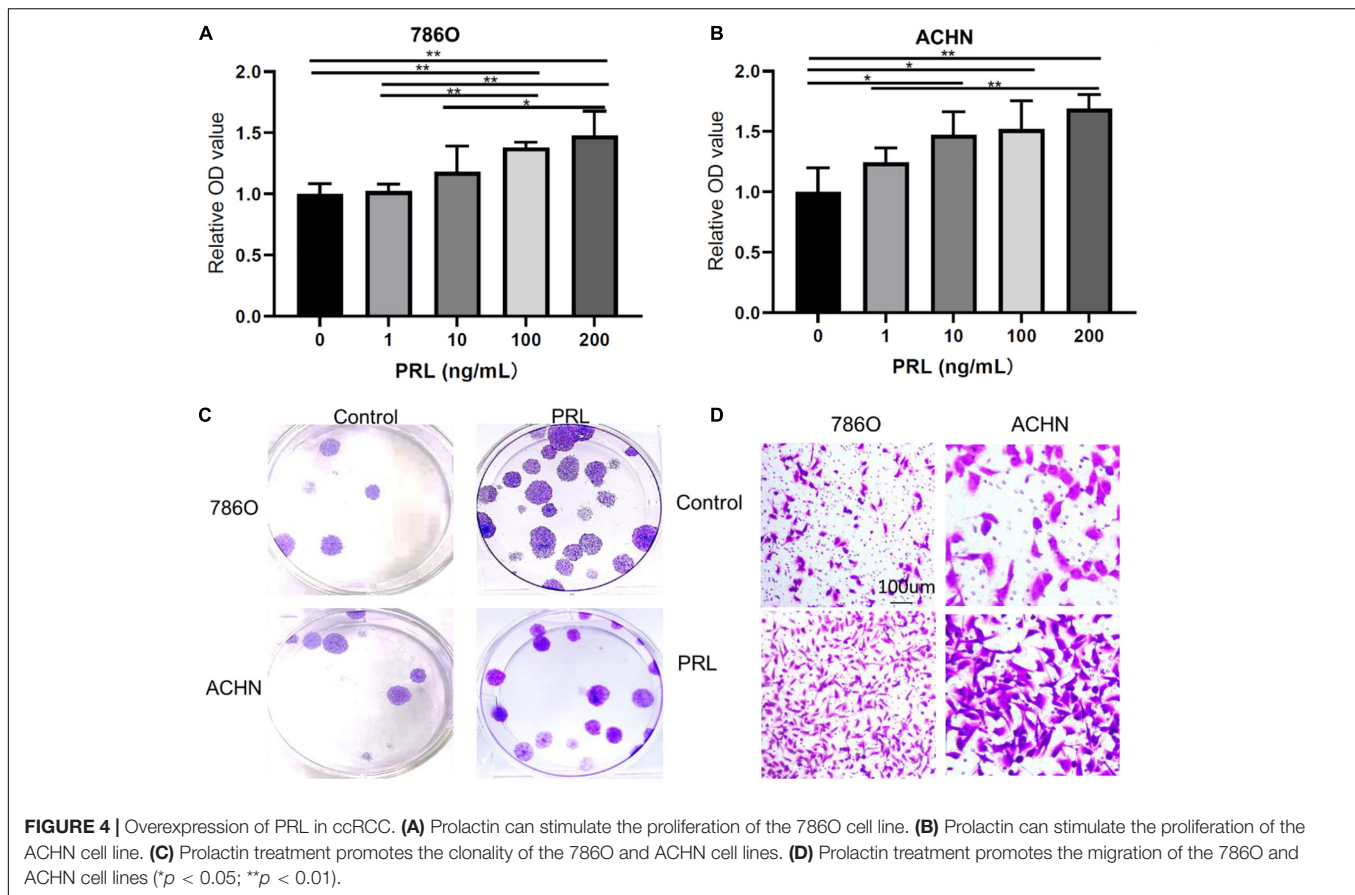 A
786O
**
**
**
**
*
2.0
1.5
1.0
0.5
0.0
Relative OD value
0 1 10 100 200
PRL (ng/mL)
B
ACHN
**
*
*
**
2.0
1.5
1.0
0.5
0.0
Relative OD value
0 1 10 100 200
PRL (ng/mL)
C
Control PRL
786O
ACHN
D
786O ACHN
Control
100um
PRL
FIGURE 4 | Overexpression of PRL in ccRCC. (A) Prolactin can stimulate the proliferation of the 786O cell line. (B) Prolactin can stimulate the proliferation of the
ACHN cell line. (C) Prolactin treatment promotes the clonality of the 786O and ACHN cell lines. (D) Prolactin treatment promotes the migration of the 786O and
ACHN cell lines (*p < 0.05; **p < 0.01).